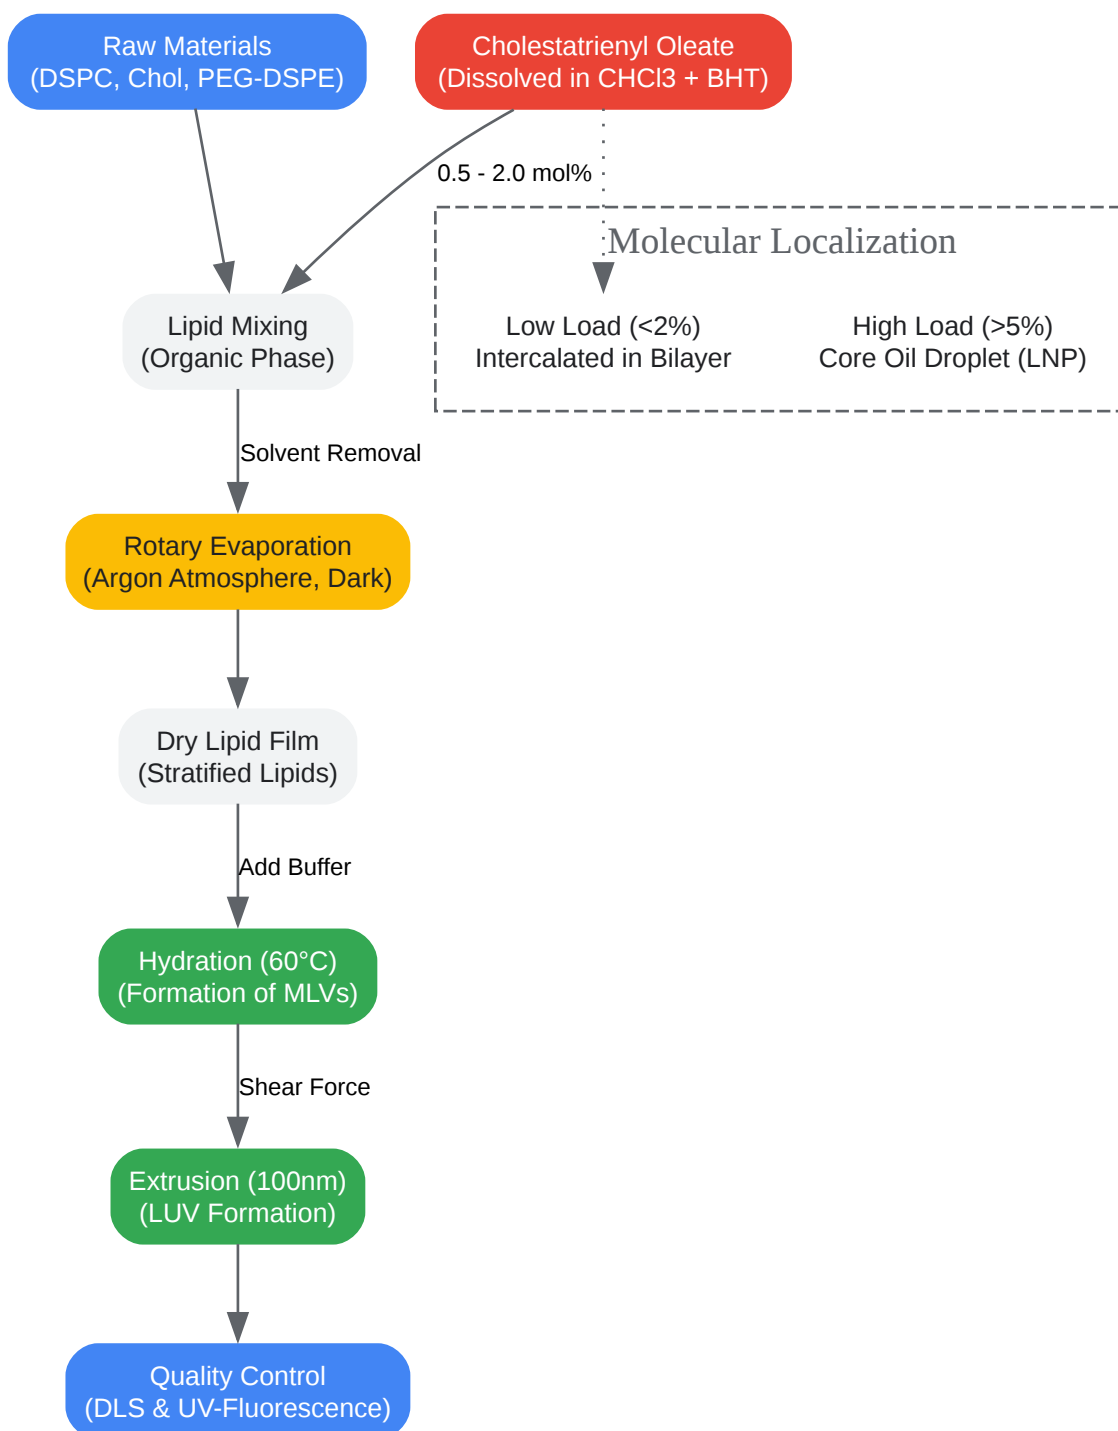 Raw Materials
(DSPC, Chol, PEG-DSPE)
Cholestatrienyl Oleate
(Dissolved in CHCl3 + BHT)
0.5 - 2.0 mol%
Molecular Localization
Lipid Mixing
(Organic Phase)
Low Load (<2%)
Intercalated in Bilayer
High Load (>5%)
Core Oil Droplet (LNP)
Solvent Removal
Rotary Evaporation
(Argon Atmosphere, Dark)
Dry Lipid Film
(Stratified Lipids)
Add Buffer
Hydration (60°C)
(Formation of MLVs)
Shear Force
Extrusion (100nm)
(LUV Formation)
Quality Control
(DLS & UV-Fluorescence)